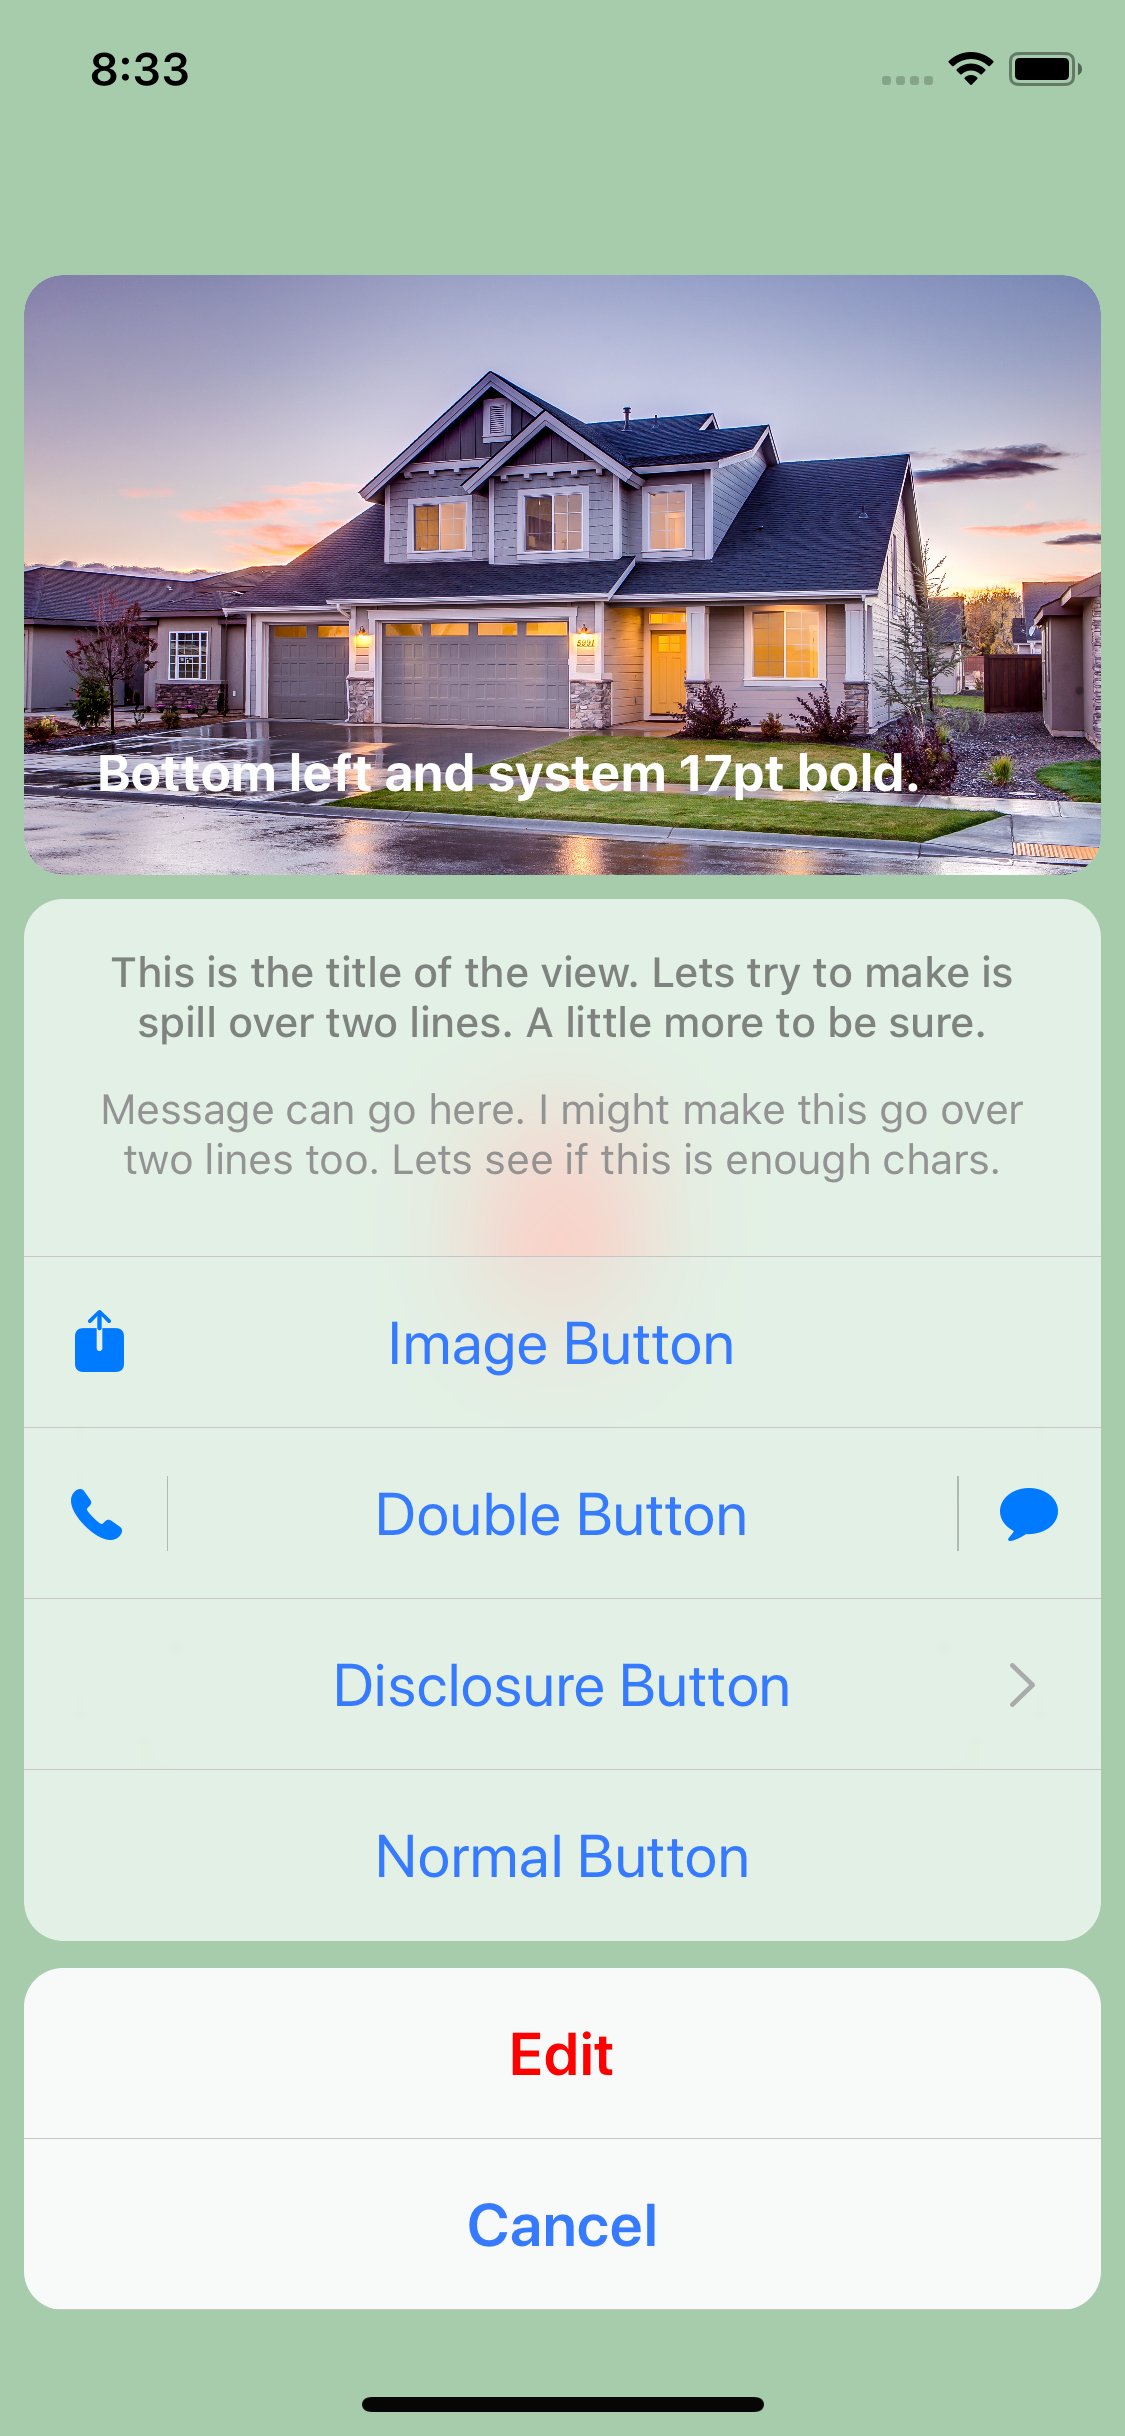 8:33
Bottom left and system 17pt bold.
This is the title of the view. Lets try to make is
spill over two lines. A little more to be sure.
Message can go here. I might make this go over
two lines too. Lets see if this is enough chars.
Image Button
Double Button
Disclosure Button
Normal Button
Edit
Cancel